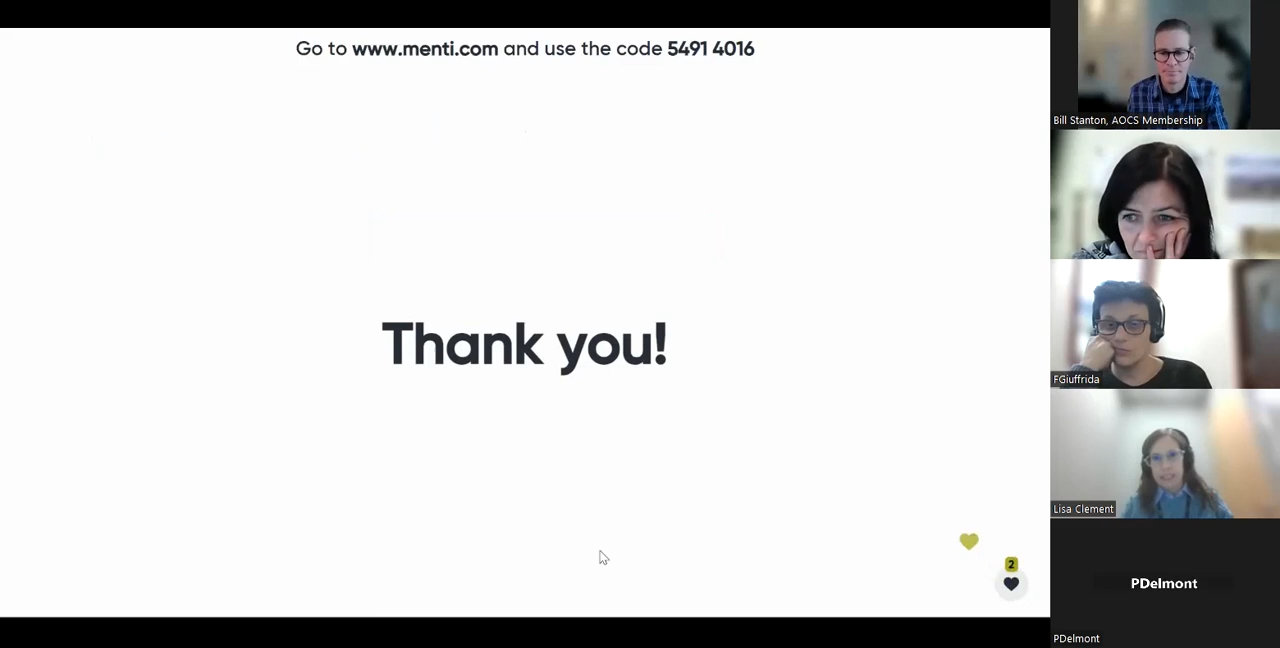 Go to www.menti.com and use the code 5491 4016
Thank you!
2
Bill Stanton, AOCS Membership
FGiuffrida
Lisa Clement
PDelmont
PDelmont